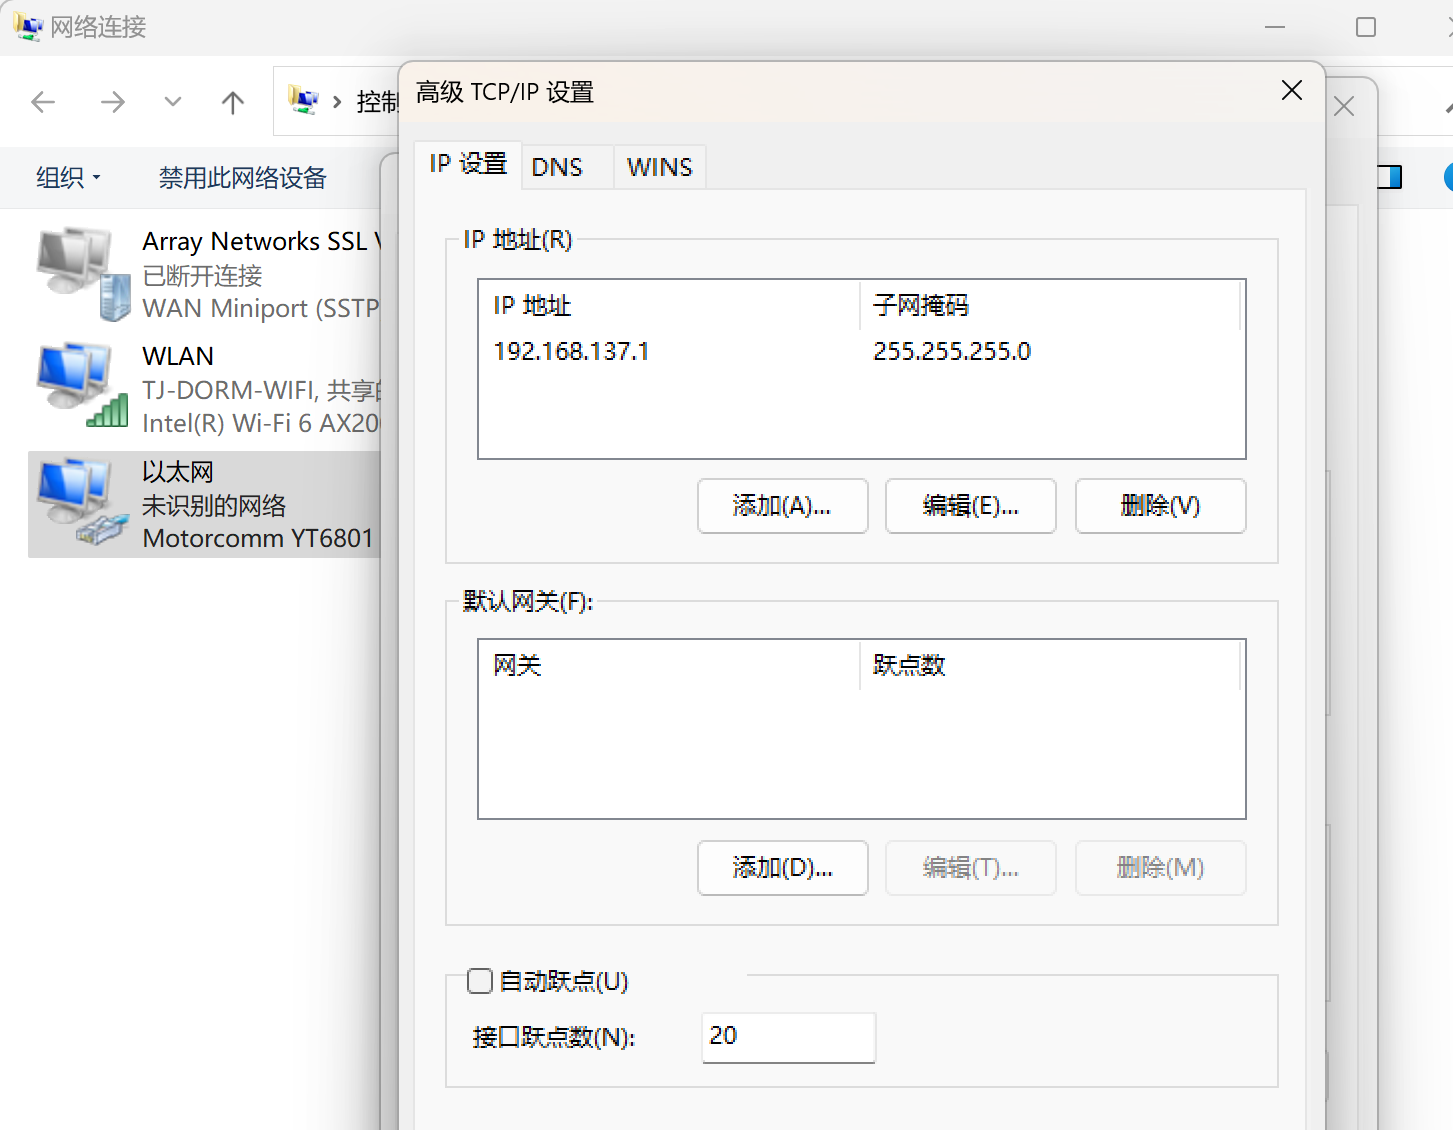 网络连接
控制
高级 TCP/IP 设置
IP 设置
DNS
WINS
组织
禁用此网络设备
Array Networks SSL V
已断开连接
WAN Miniport (SSTP
WLAN
TJ-DORM-WIFI, 共享的
Intel(R) Wi-Fi 6 AX200
以太网
未识别的网络
Motorcomm YT6801
IP 地址(R)
IP 地址
子网掩码
192.168.137.1
255.255.255.0
添加(A)...
编辑(E)...
删除(V)
默认网关(F):
网关
跃点数
添加(D)...
编辑(T)...
删除(M)
自动跃点(U)
接口跃点数(N):
20